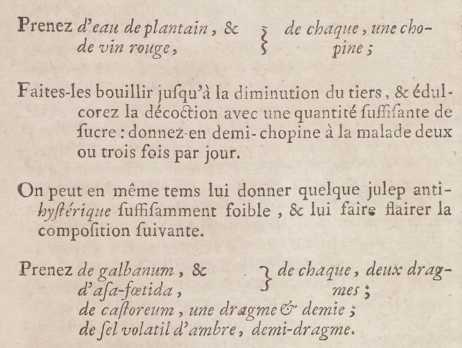 Prenez d'eau de plantain, & } de chaque, une cho-
de vin rouge, } pine;
Faites-les bouillir juſqu'à la diminution du tiers, & édul-
corez la décoction avec une quantité ſuffiſante de
ſucre: donnez-en demi-chopine à la malade deux
ou trois fois par jour.
On peut en même tems lui donner quelque julep anti-
hyſtérique ſuffiſamment foible, & lui faire flairer la
compoſition ſuivante.
Prenez de galbanum, & } de chaque, deux drag-
d'aſa-fœtida, } mes;
de caſtoreum, une dragme & demie;
de ſel volatil d'ambre, demi-dragme.